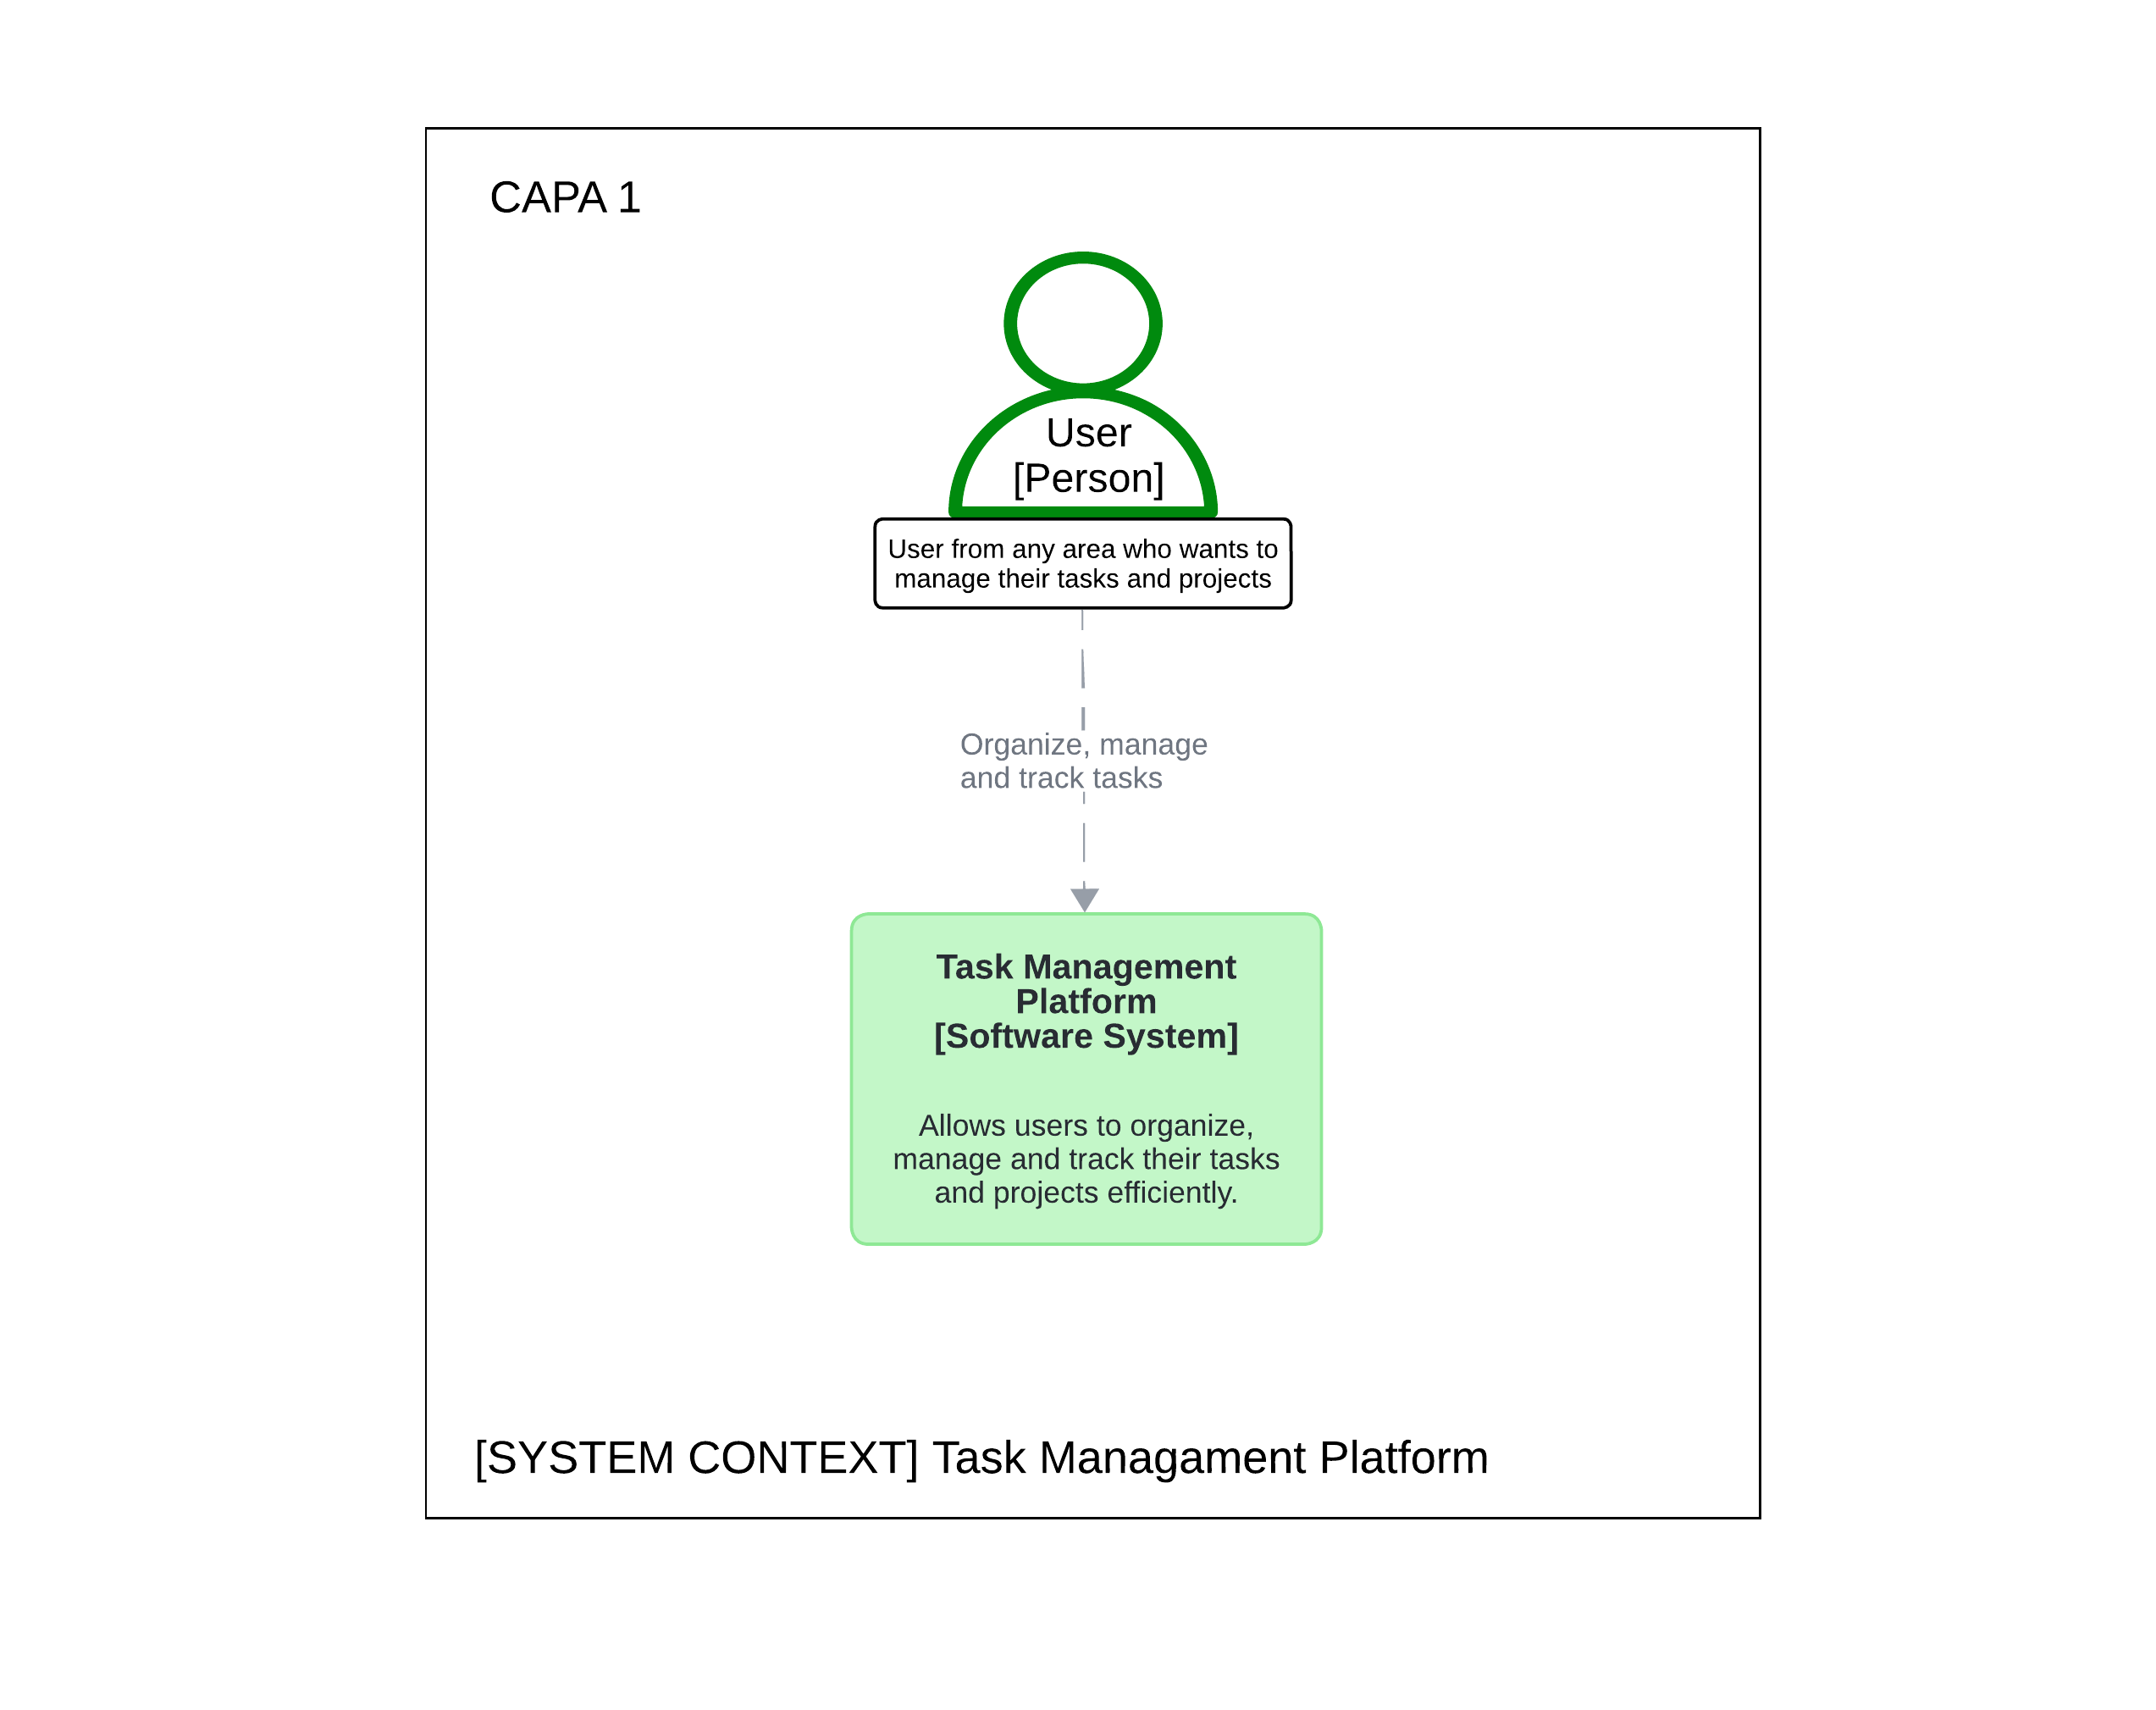 CAPA 1
User
[Person]
User from any area who wants to
manage their tasks and projects
Organize, manage
and track tasks
Task Management
Platform
[Software System]
Allows users to organize,
manage and track their tasks
and projects efficiently.
[SYSTEM CONTEXT] Task Managament Platform